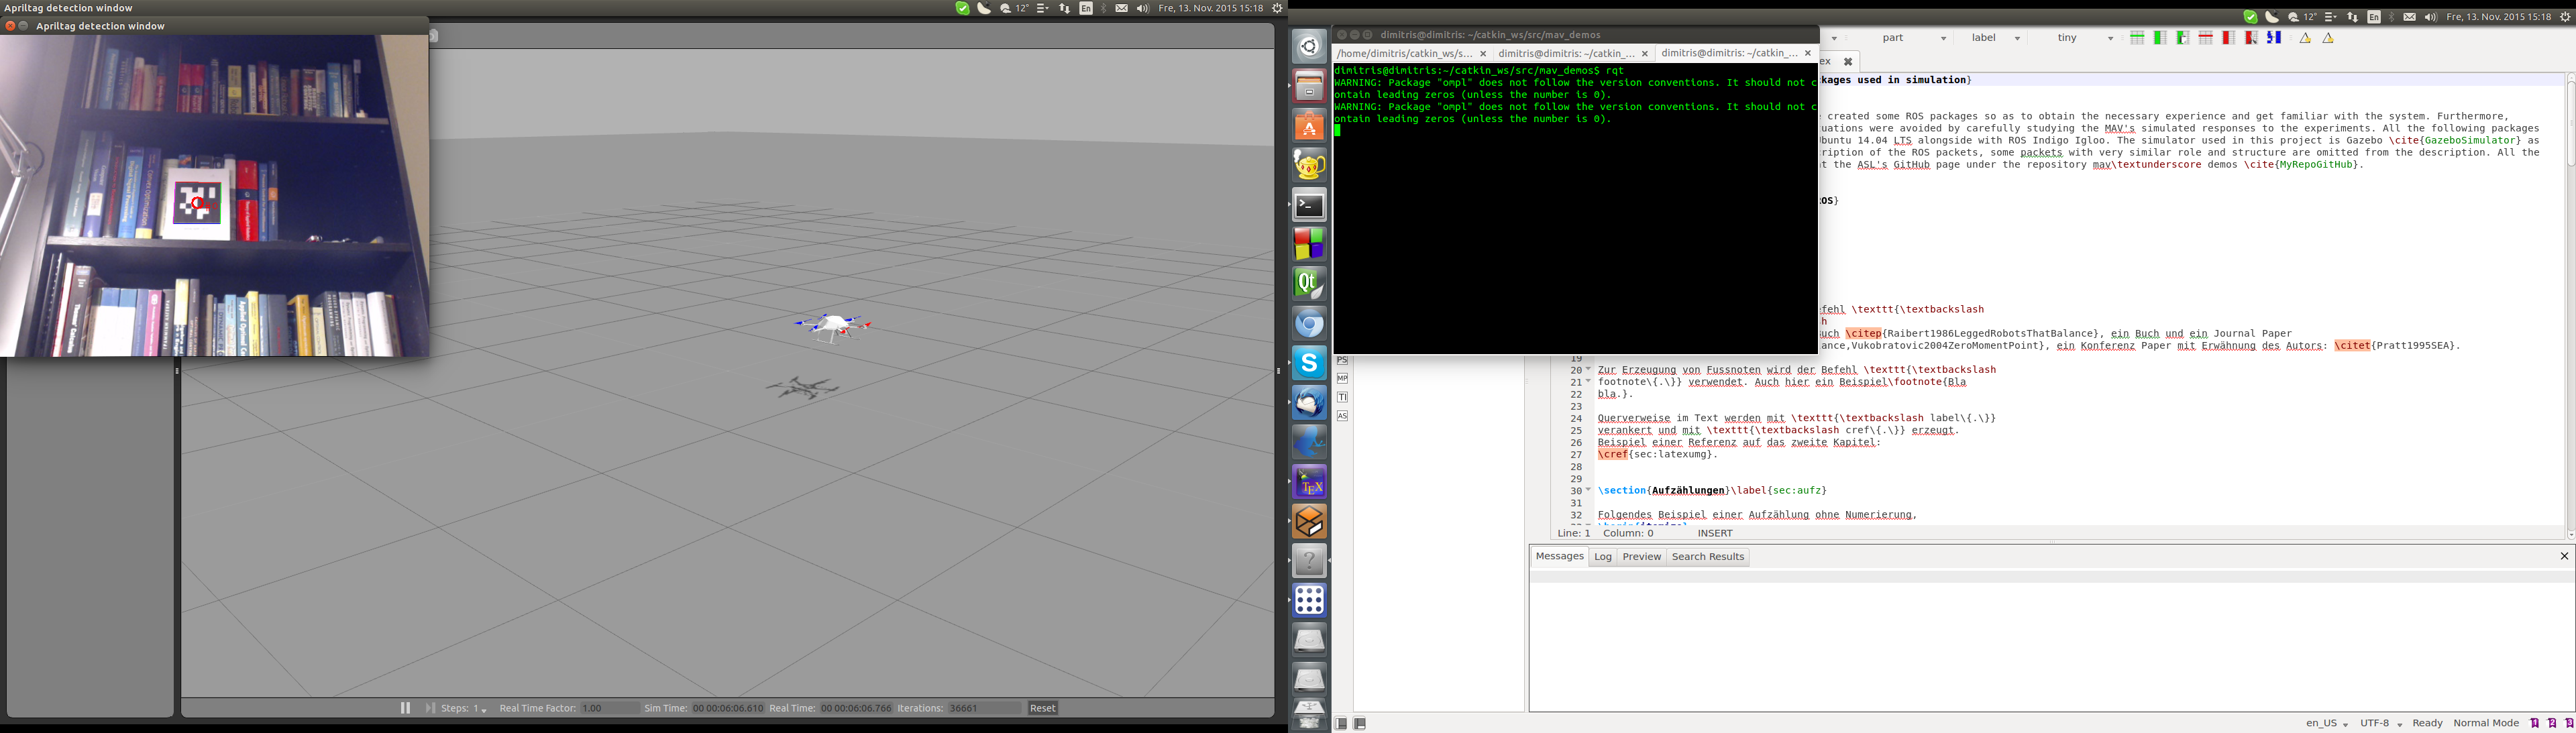 Apriltag detection window
12° En Fre, 13. Nov. 2015 15:18
Apriltag detection window
Steps: 1 Real Time Factor: 1.00 Sim Time: 00 00:06:06.610 Real Time: 00 00:06:06.766 Iterations: 36661 Reset
12° En Fre, 13. Nov. 2015 15:18
dimitris@dimitris: ~/catkin_ws/src/mav_demos
/home/dimitris/catkin_ws/s... dimitris@dimitris: ~/catkin_... dimitris@dimitris: ~/catkin_...
dimitris@dimitris:~/catkin_ws/src/mav_demos$ rqt
WARNING: Package "ompl" does not follow the version conventions. It should not c
ontain leading zeros (unless the number is 0).
WARNING: Package "ompl" does not follow the version conventions. It should not c
ontain leading zeros (unless the number is 0).
part label tiny
ex
kages used in simulation}
e created some ROS packages so as to obtain the necessary experience and get familiar with the system. Furthermore,
uations were avoided by carefully studying the MAV's simulated responses to the experiments. All the following packages
Ubuntu 14.04 LTS alongside with ROS Indigo Igloo. The simulator used in this project is Gazebo \cite{GazeboSimulator} as
ription of the ROS packets, some packets with very similar role and structure are omitted from the description. All the
t the ASL's GitHub page under the repository mav\textunderscore demos \cite{MyRepoGitHub}.
OS}
efehl \texttt{\textbackslash
h
uch \citep{Raibert1986LeggedRobotsThatBalance}, ein Buch und ein Journal Paper
ance,Vukobratovic2004ZeroMomentPoint}, ein Konferenz Paper mit Erwähnung des Autors: \citet{Pratt1995SEA}.
19
20 Zur Erzeugung von Fussnoten wird der Befehl \texttt{\textbackslash
21 footnote\{.\}} verwendet. Auch hier ein Beispiel\footnote{Bla
22 bla.}.
23
24 Querverweise im Text werden mit \texttt{\textbackslash label\{.\}}
25 verankert und mit \texttt{\textbackslash cref\{.\}} erzeugt.
26 Beispiel einer Referenz auf das zweite Kapitel:
27 \cref{sec:latexumg}.
28
29
30 \section{Aufzählungen}\label{sec:aufz}
31
32 Folgendes Beispiel einer Aufzählung ohne Numerierung,
PS
MP
TI
AS
Line: 1 Column: 0 INSERT
Messages Log Preview Search Results
en_US UTF-8 Ready Normal Mode